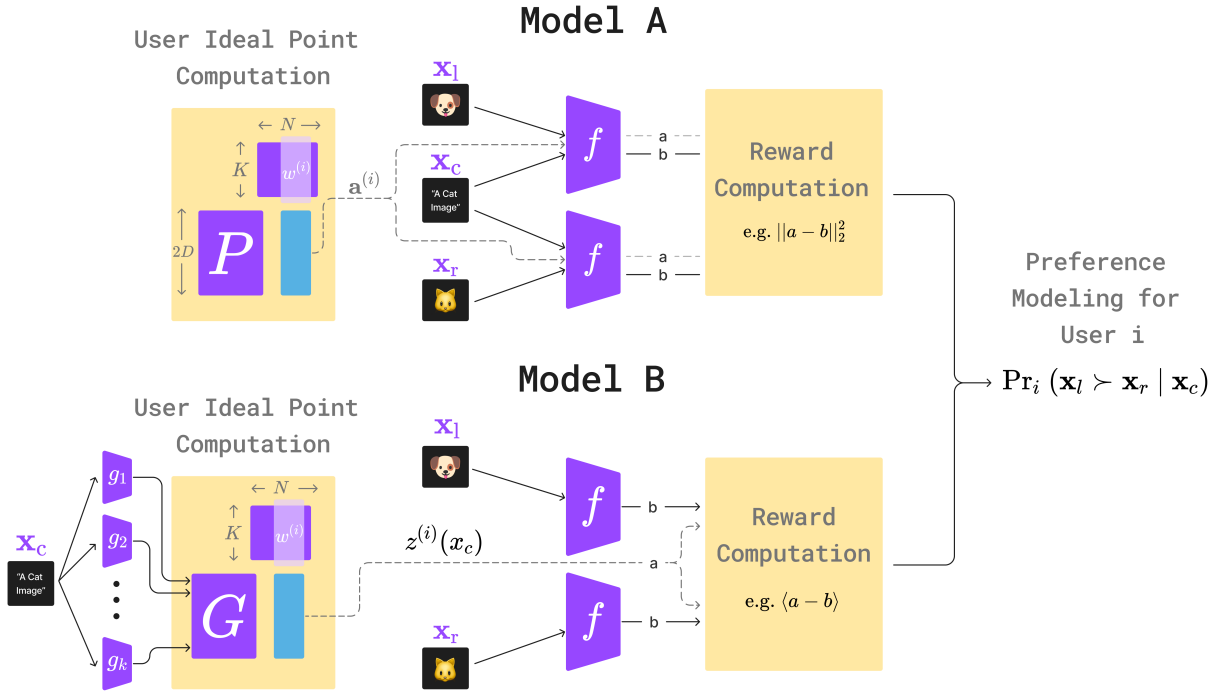 Model A
User Ideal Point
Computation
← N →
K
w^{(i)}
2D
P
a^{(i)}
x_l
x_c
"A Cat
Image"
x_r
f
a
b
f
a
b
Reward
Computation
e.g. ||a − b||_2^2
Preference
Modeling for
User i
Pr_i (x_l ≻ x_r | x_c)
Model B
User Ideal Point
Computation
x_c
"A Cat
Image"
g_1
g_2
g_k
← N →
K
w^{(i)}
G
z^{(i)}(x_c)
x_l
x_r
f
b
a
f
b
Reward
Computation
e.g. ⟨a − b⟩